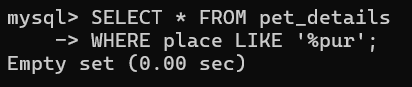 mysql> SELECT * FROM pet_details
    -> WHERE place LIKE '%pur';
Empty set (0.00 sec)